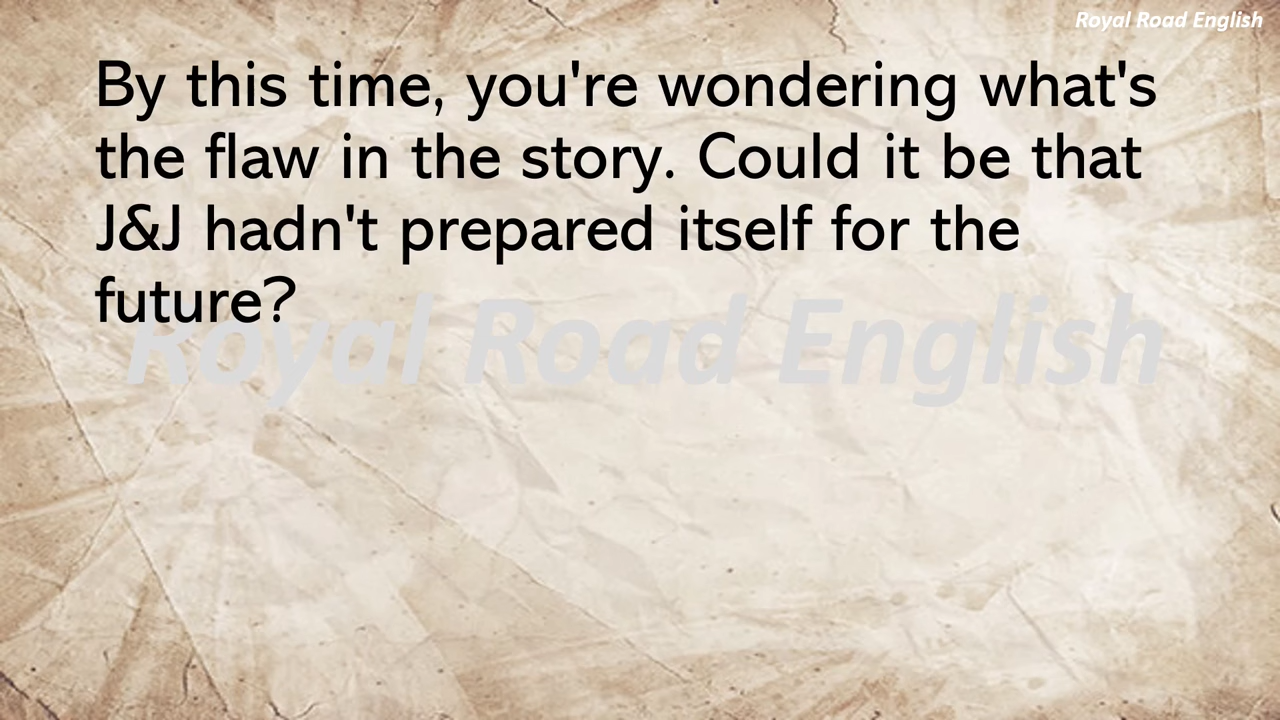 Royal Road English
By this time, you're wondering what's
the flaw in the story. Could it be that
J&J hadn't prepared itself for the
future?
Royal Road English